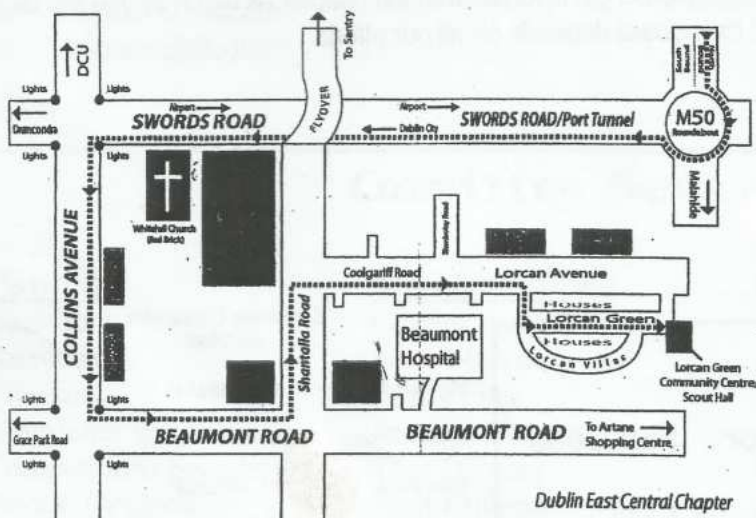 DCU
To Santry
FLYOVER
South
Bound
Lights
Lights
Airport
Airport
Drumcondra
SWORDS ROAD
Dublin City
SWORDS ROAD/Port Tunnel
M50
Roundabout
Lights
Lights
Malahide
Whitehall Church
(Red Brick)
COLLINS AVENUE
Shantalla Road
Coolgariff Road
Lorcan Avenue
Houses
Lorcan Green
Houses
Lorcan Villas
Beaumont
Hospital
Lorcan Green
Community Centre/
Scout Hall
Lights
Lights
Grace Park Road
BEAUMONT ROAD
BEAUMONT ROAD
To Artane
Shopping Centre
Lights
Lights
Dublin East Central Chapter